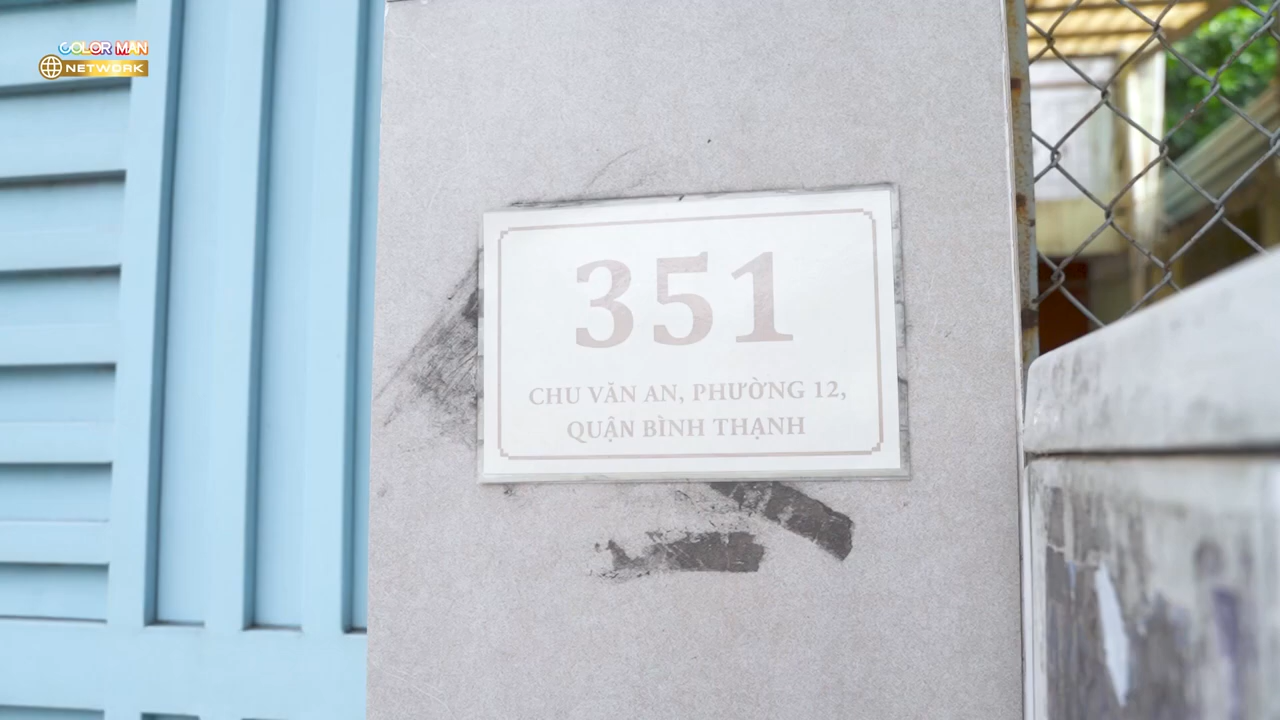 COLOR MAN
NETWORK
351
CHU VĂN AN, PHƯỜNG 12,
QUẬN BÌNH THẠNH